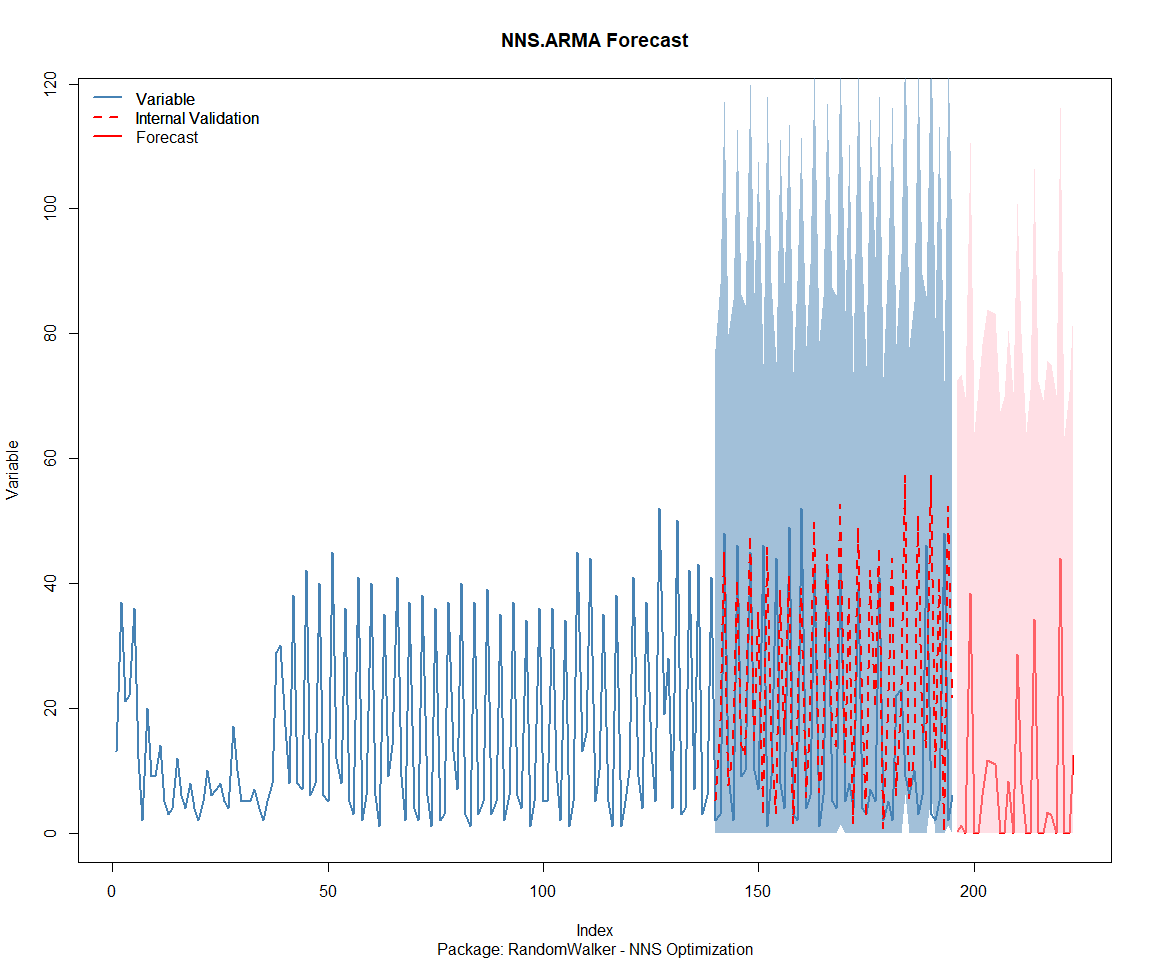 NNS.ARMA Forecast
Variable
Internal Validation
Forecast
120
100
80
60
40
20
0
Variable
0 50 100 150 200
Index
Package: RandomWalker - NNS Optimization